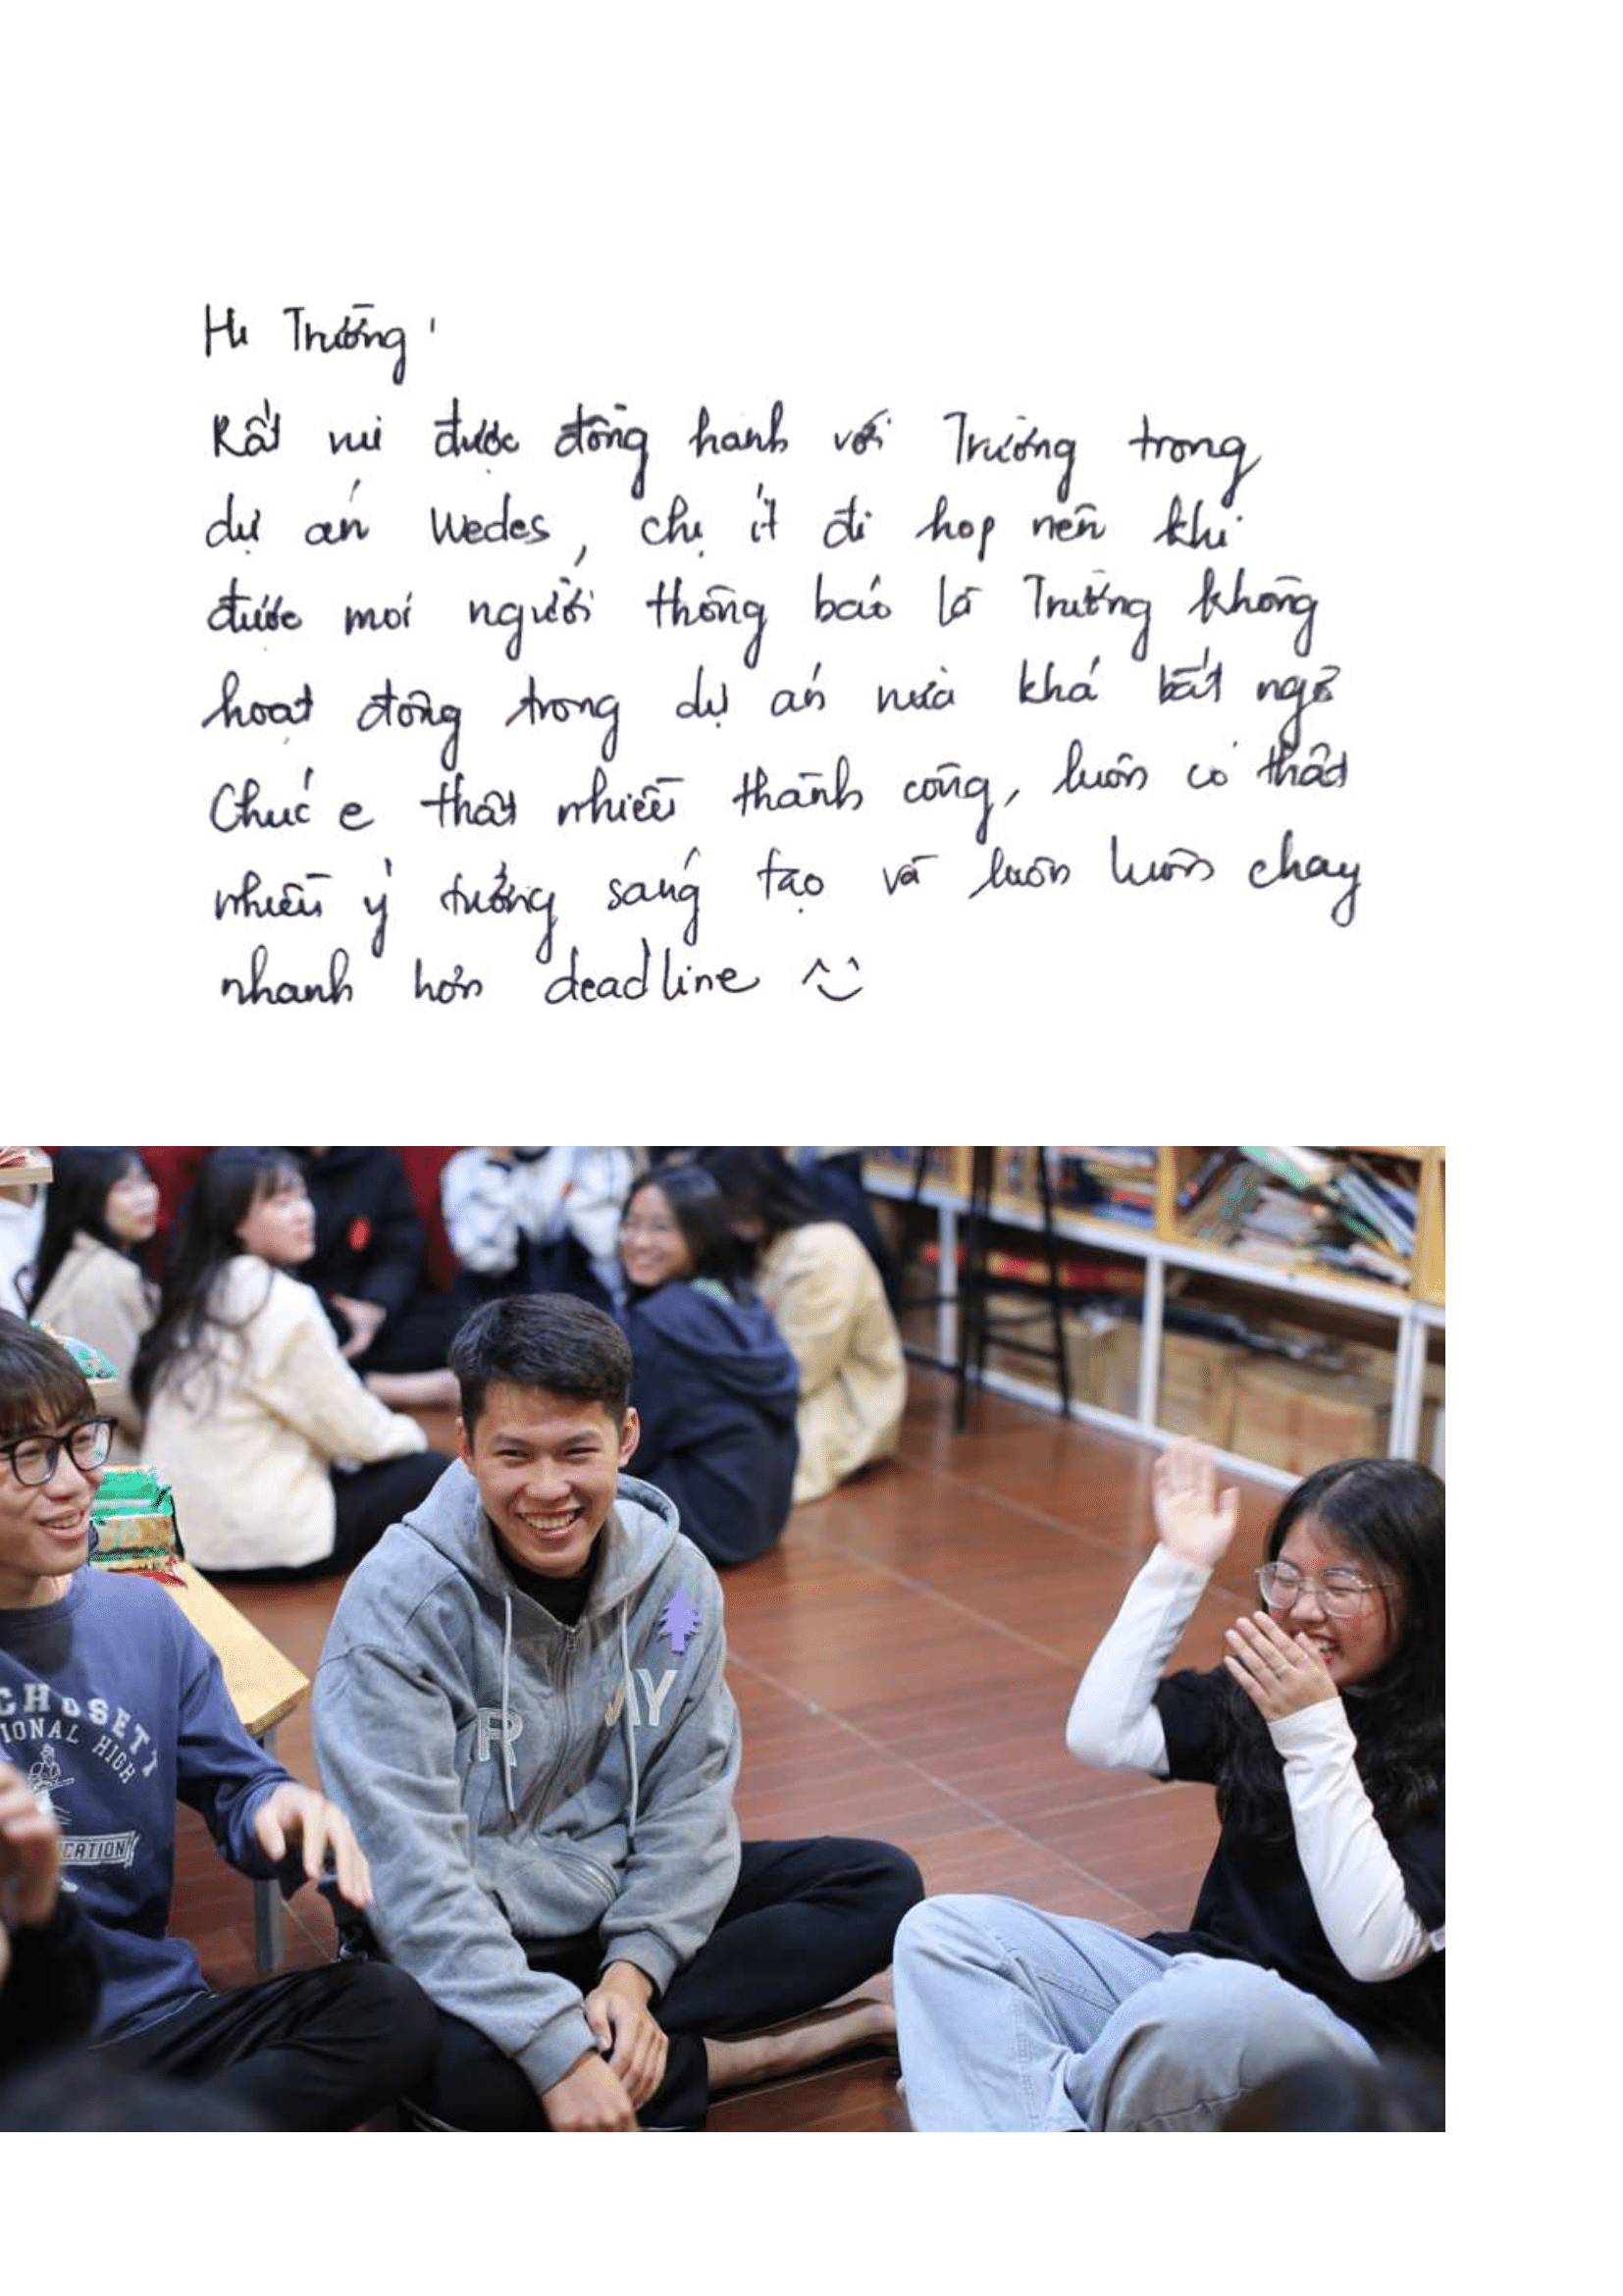 Hi Trường!
Rất vui được đồng hành với Trường trong
dự án Wedes, chị ít đi họp nên khi
được mọi người thông báo là Trường không
hoạt động trong dự án nữa khá bất ngờ
Chúc e thật nhiều thành công, luôn có thật
nhiều ý tưởng sáng tạo và luôn luôn chạy
nhanh hơn deadline
R AY
CHOSETT
IONAL HIGH
CATION